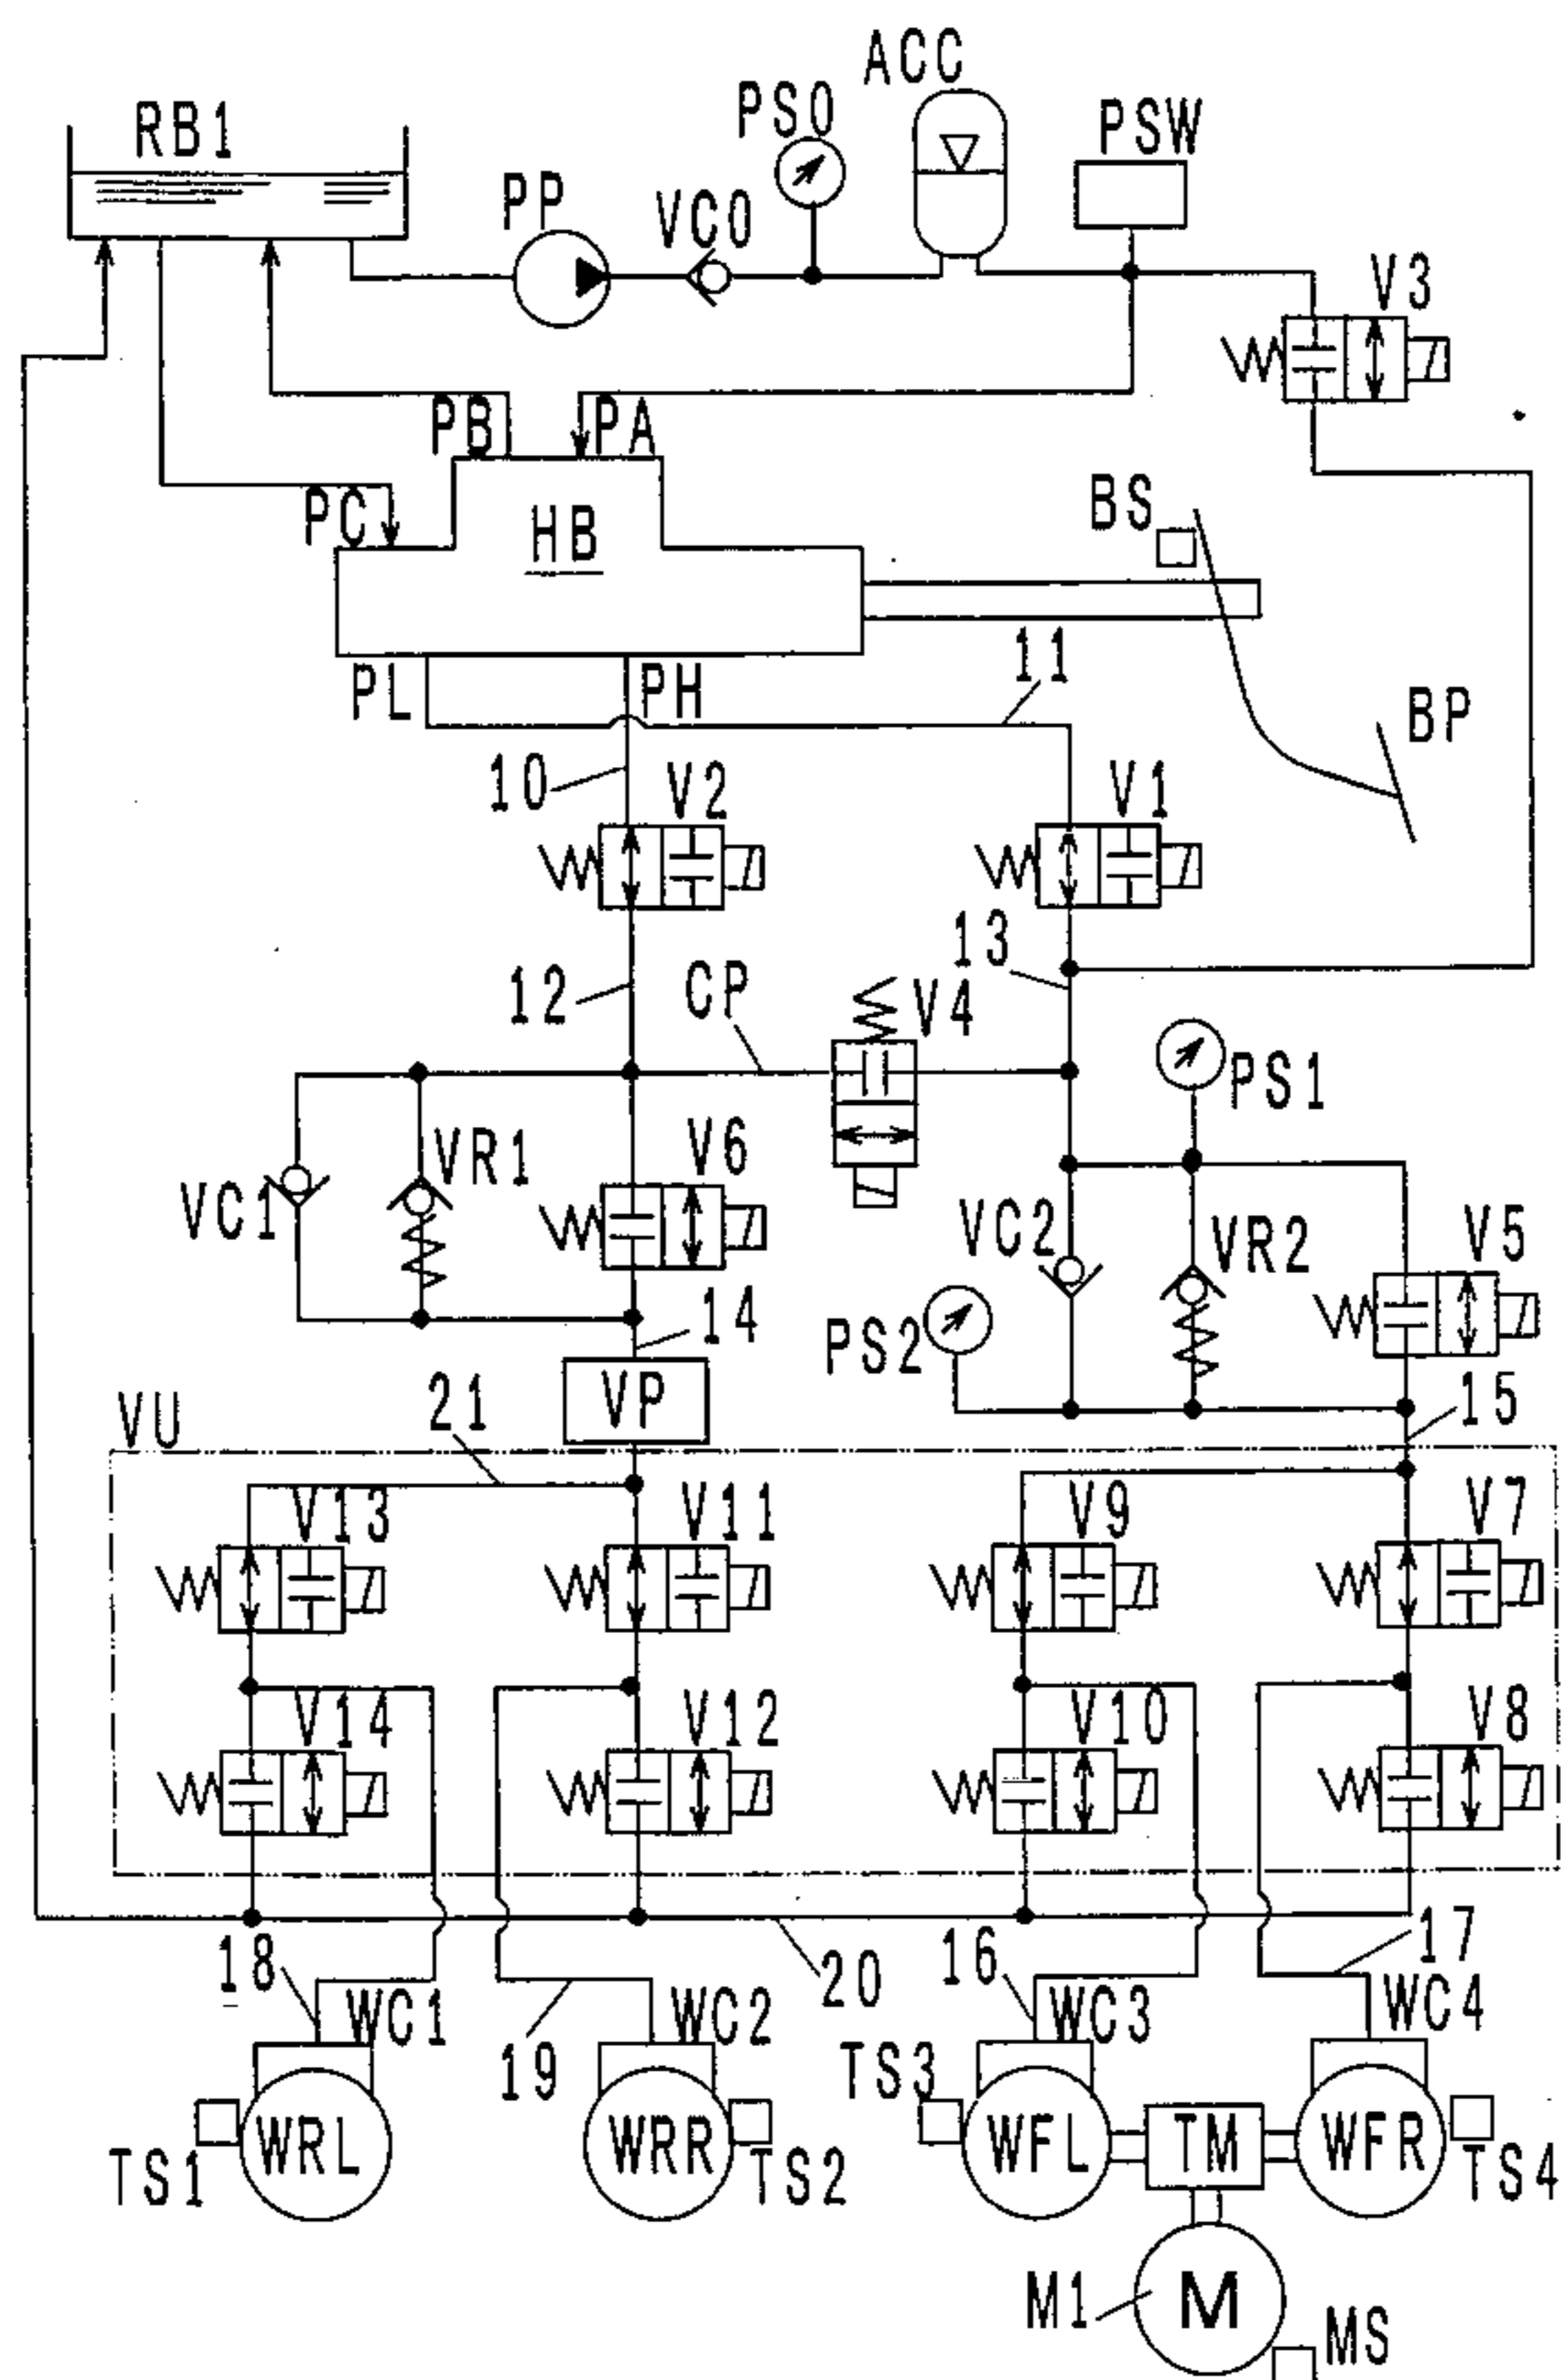 ACC
PS0
PSW
RB1
PP
VC0
V3
PB
PA
PC
HB
BS
11
PL
PH
BP
10
V2
V1
13
12
CP
V4
PS1
VR1
V6
VC1
VC2
VR2
V5
14
PS2
15
21
VP
VU
V13
V11
V9
V7
V14
V12
V10
V8
18
20
16
17
WC1
WC2
WC3
WC4
19
TS3
WRL
WRR
WFL
TM
WFR
TS1
TS2
TS4
M1
M
MS